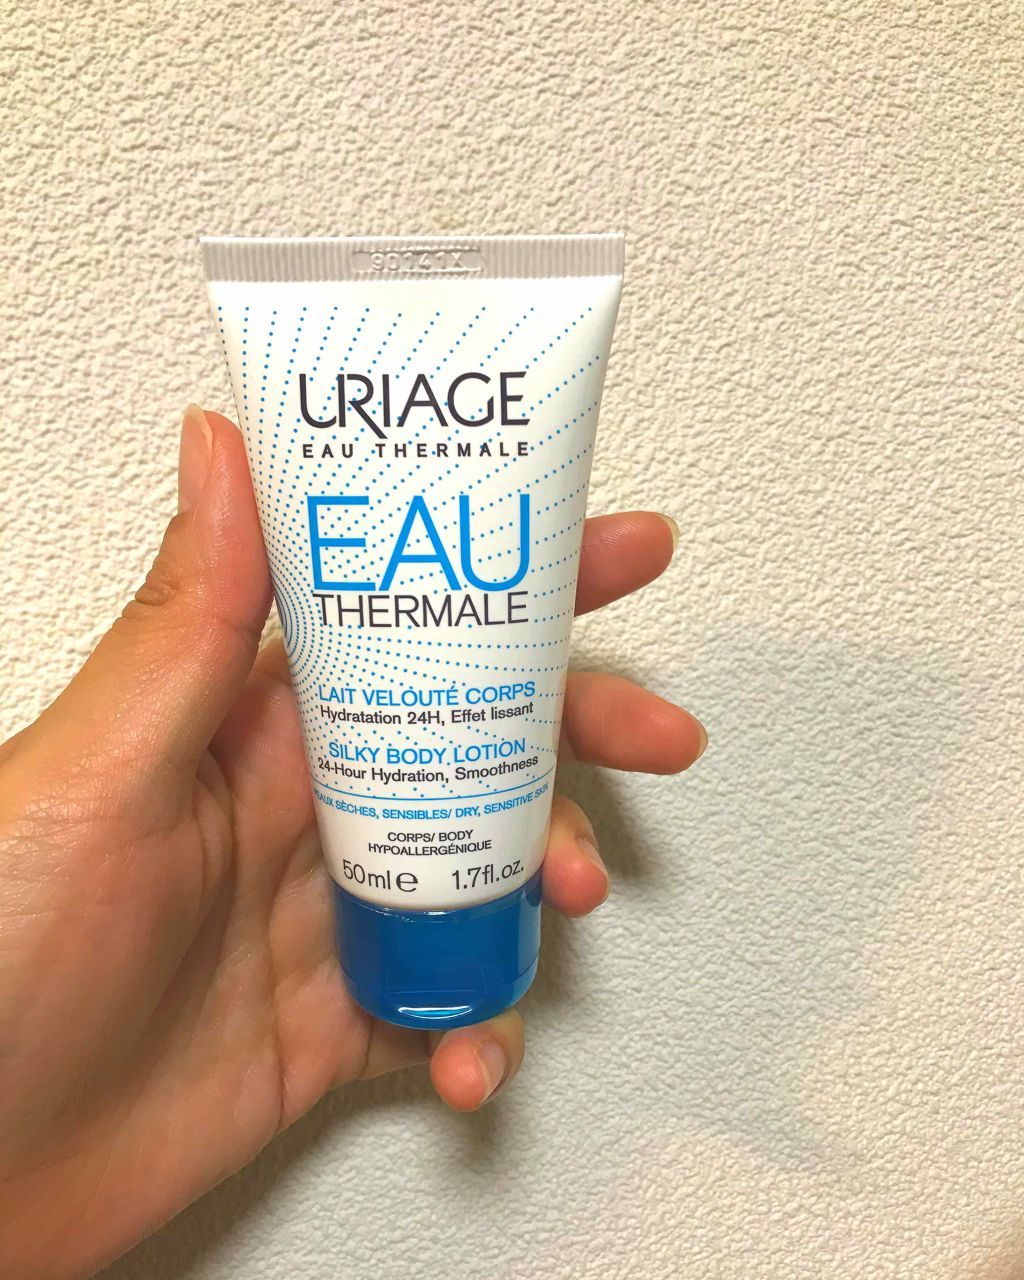 90141X
URIAGE
EAU THERMALE
EAU
THERMALE
LAIT VELOUTÉ CORPS
Hydratation 24H, Effet lissant
SILKY BODY LOTION
24-Hour Hydration, Smoothness
PEAUX SÈCHES, SENSIBLES/ DRY, SENSITIVE SKIN
CORPS/ BODY
HYPOALLERGÉNIQUE
50ml e 1.7fl.oz.